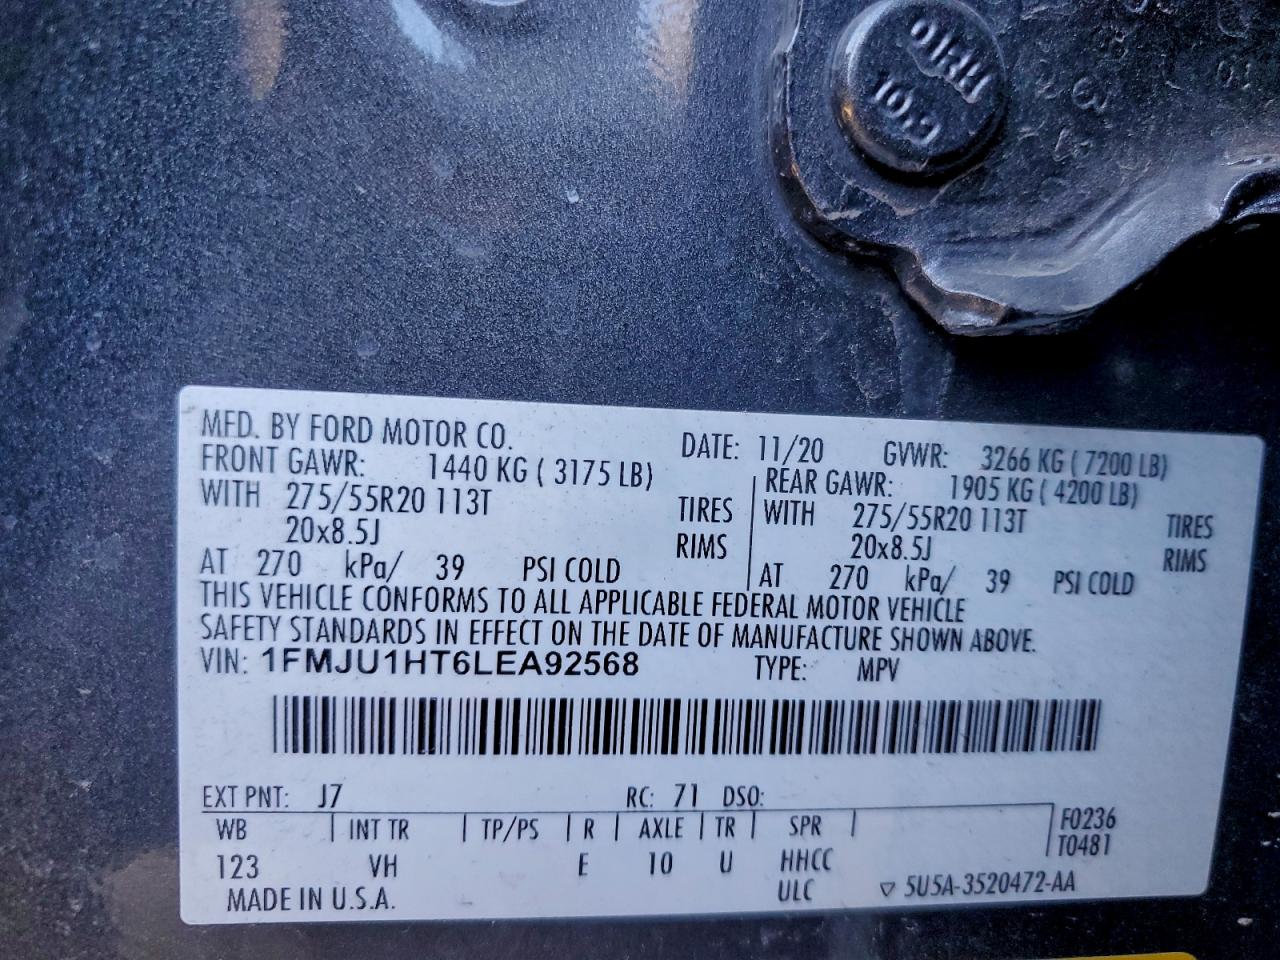 MFD. BY FORD MOTOR CO. DATE: 11/20 GVWR: 3266 KG ( 7200 LB)
FRONT GAWR: 1440 KG ( 3175 LB) REAR GAWR: 1905 KG ( 4200 LB)
WITH 275/55R20 113T TIRES WITH 275/55R20 113T TIRES
20x8.5J RIMS 20x8.5J RIMS
AT 270 kPa/ 39 PSI COLD AT 270 kPa/ 39 PSI COLD
THIS VEHICLE CONFORMS TO ALL APPLICABLE FEDERAL MOTOR VEHICLE
SAFETY STANDARDS IN EFFECT ON THE DATE OF MANUFACTURE SHOWN ABOVE.
VIN: 1FMJU1HT6LEA92568 TYPE: MPV
EXT PNT: J7 RC: 71 DSO:
WB INT TR TP/PS R AXLE TR SPR F0236
T0481
123 VH E 10 U HHCC
ULC
MADE IN U.S.A. ▽ 5U5A-3520472-AA